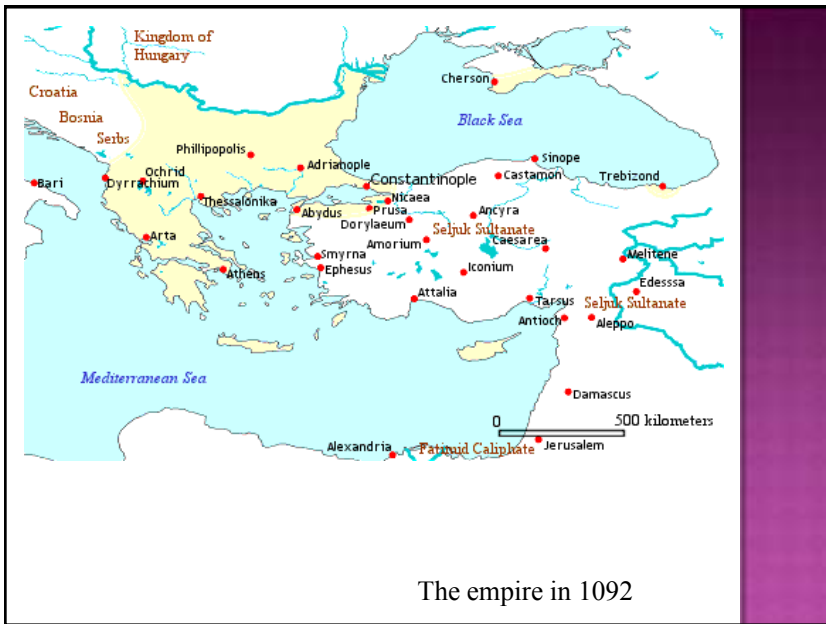 Kingdom of
Hungary
Cherson
Croatia
Bosnia
Black Sea
Serbs
Phillipopolis
Sinope
Adriahople
Ochrid
Castamon
Trebizond
Bari
Dyrrachium
Constantinople
Nicaea
Thessalonika
Abydus
Prusa
Ancyra
Dorylaeum
Seljuk Sultanate
Arta
Amorium
Caesarea
Melitene
Smyrna
Athens
Ephesus
Iconium
Edesssa
Attalia
Tarsus
Seljuk Sultanate
Antioch
Aleppo
Mediterranean Sea
Damascus
0
500 kilometers
Alexandria
Fatimid Caliphate
Jerusalem
The empire in 1092